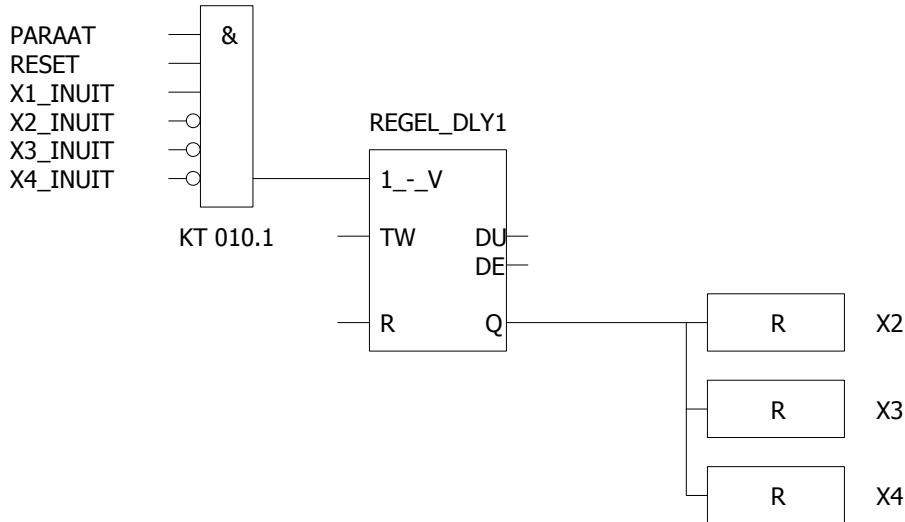 PARAAT
&
RESET
X1_INUIT
X2_INUIT
X3_INUIT
X4_INUIT
KT 010.1
REGEL_DLY1
1_-_V
TW
DU
DE
R
Q
R
X2
R
X3
R
X4